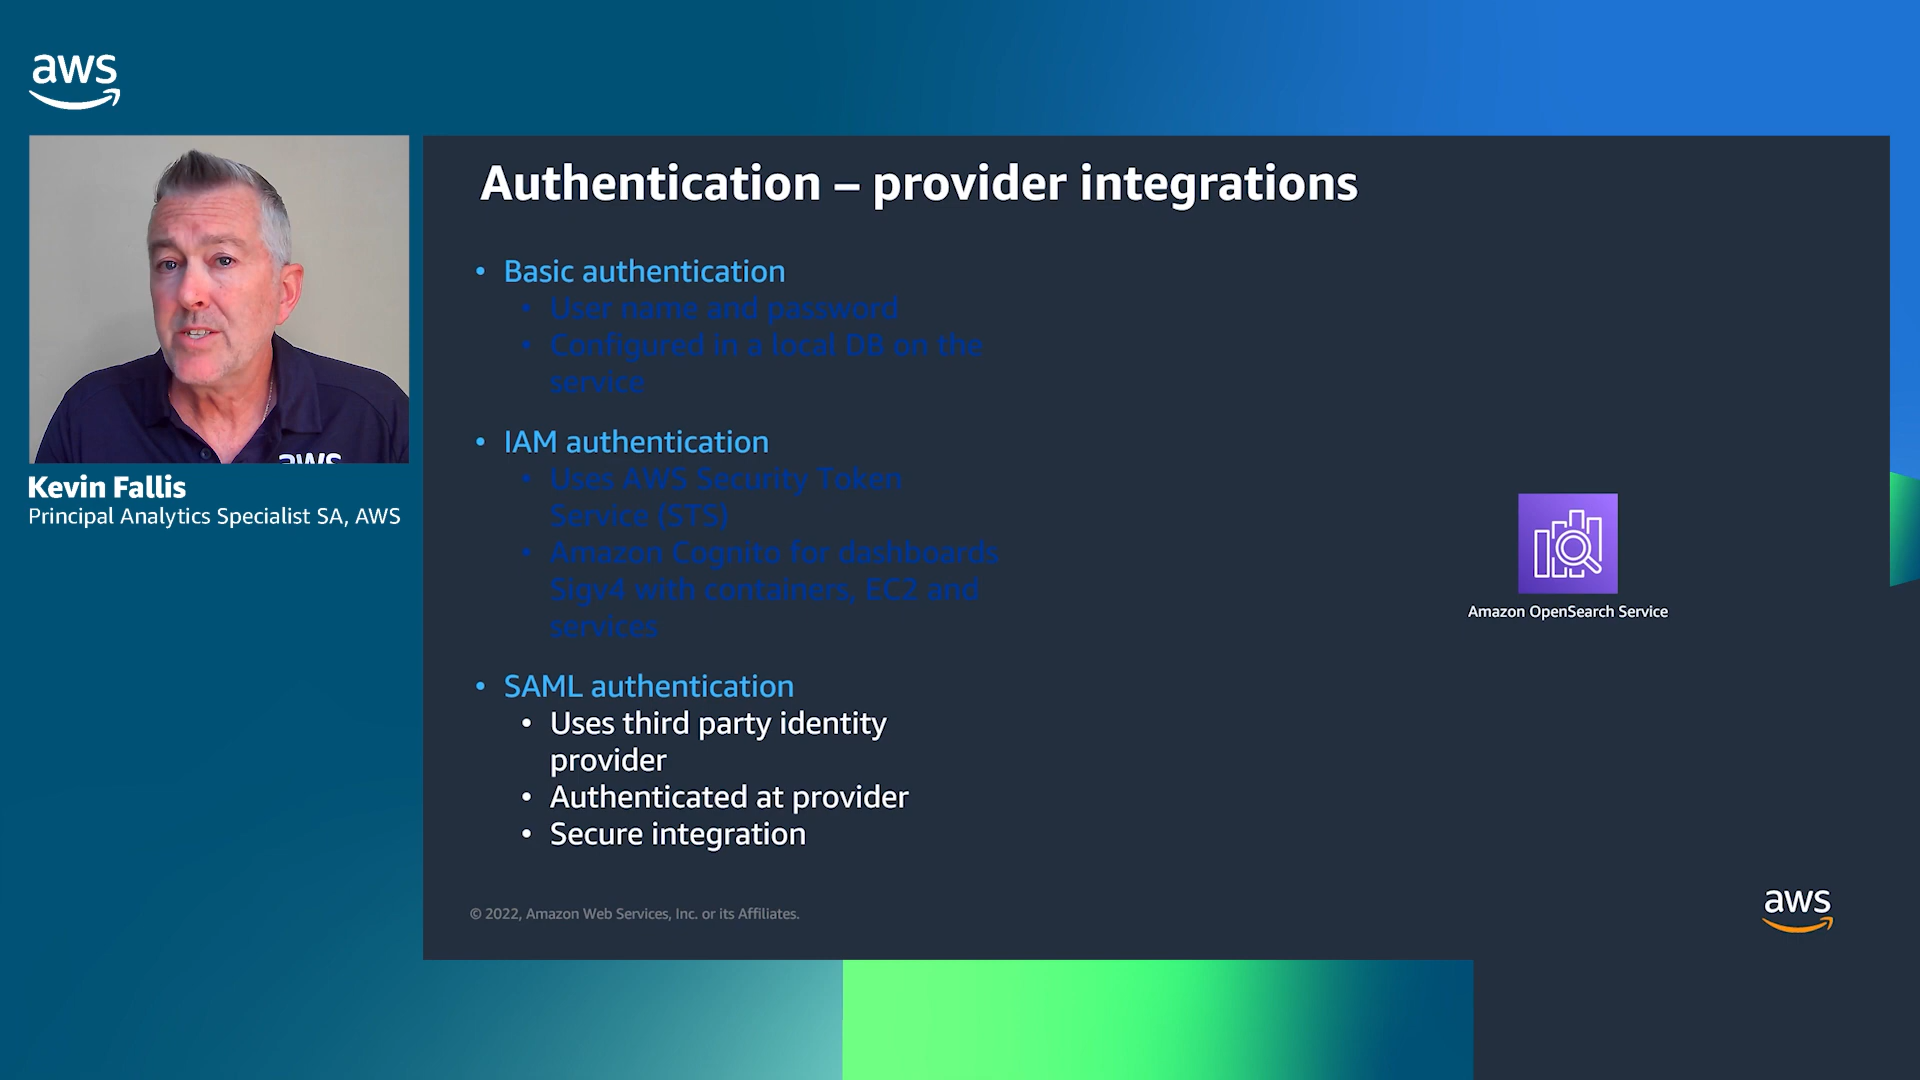 aws
aws
Kevin Fallis
Principal Analytics Specialist SA, AWS
Authentication – provider integrations
• Basic authentication
• User name and password
• Configured in a local DB on the
service
• IAM authentication
• Uses AWS Security Token
Service (STS)
• Amazon Cognito for dashboards
Sigv4 with containers, EC2 and
services
• SAML authentication
• Uses third party identity
provider
• Authenticated at provider
• Secure integration
Amazon OpenSearch Service
© 2022, Amazon Web Services, Inc. or its Affiliates.
aws